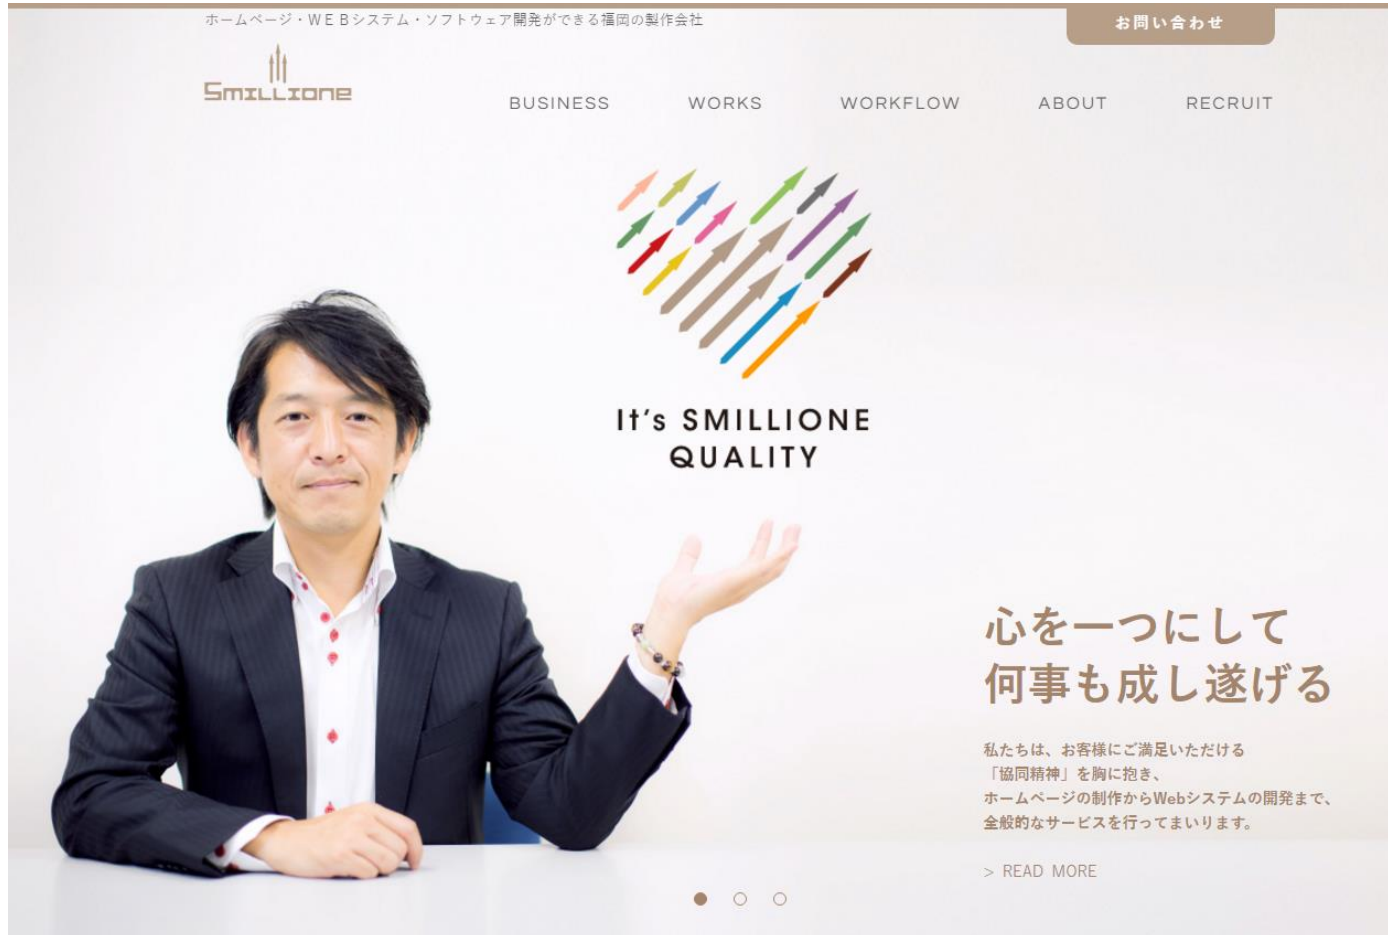 ホームページ・ＷＥＢシステム・ソフトウェア開発ができる福岡の製作会社
お問い合わせ
Smillione
BUSINESS
WORKS
WORKFLOW
ABOUT
RECRUIT
It's SMILLIONE
QUALITY
心を一つにして
何事も成し遂げる
私たちは、お客様にご満足いただける
「協同精神」を胸に抱き、
ホームページの制作からWebシステムの開発まで、
全般的なサービスを行ってまいります。
> READ MORE